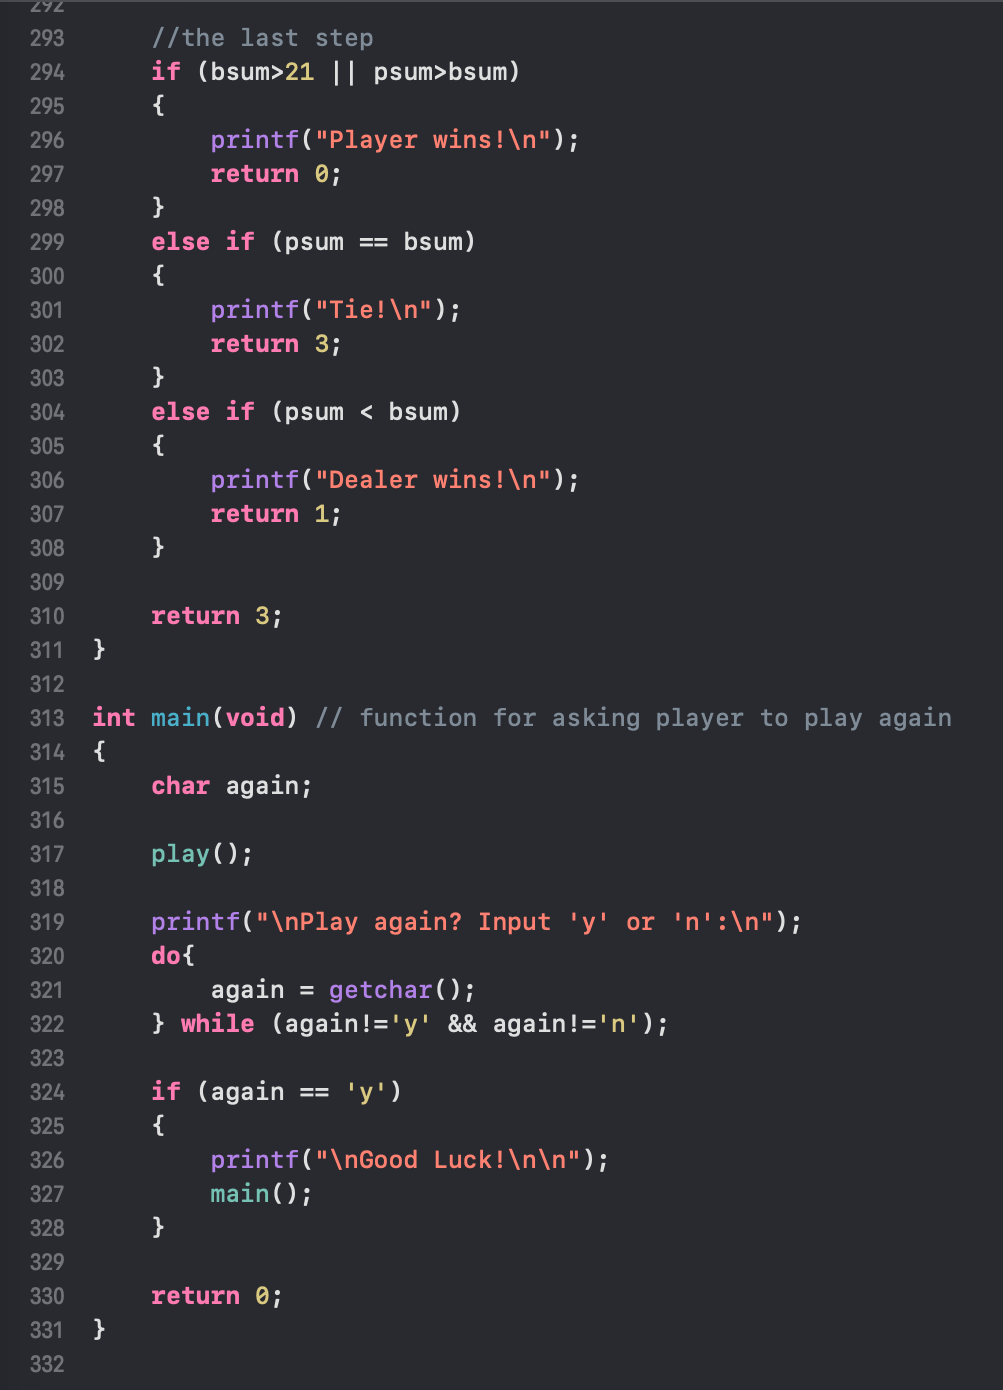 292
293     //the last step
294     if (bsum>21 || psum>bsum)
295     {
296         printf("Player wins!\n");
297         return 0;
298     }
299     else if (psum == bsum)
300     {
301         printf("Tie!\n");
302         return 3;
303     }
304     else if (psum < bsum)
305     {
306         printf("Dealer wins!\n");
307         return 1;
308     }
309
310     return 3;
311 }
312
313 int main(void) // function for asking player to play again
314 {
315     char again;
316
317     play();
318
319     printf("\nPlay again? Input 'y' or 'n':\n");
320     do{
321         again = getchar();
322     } while (again!='y' && again!='n');
323
324     if (again == 'y')
325     {
326         printf("\nGood Luck!\n\n");
327         main();
328     }
329
330     return 0;
331 }
332